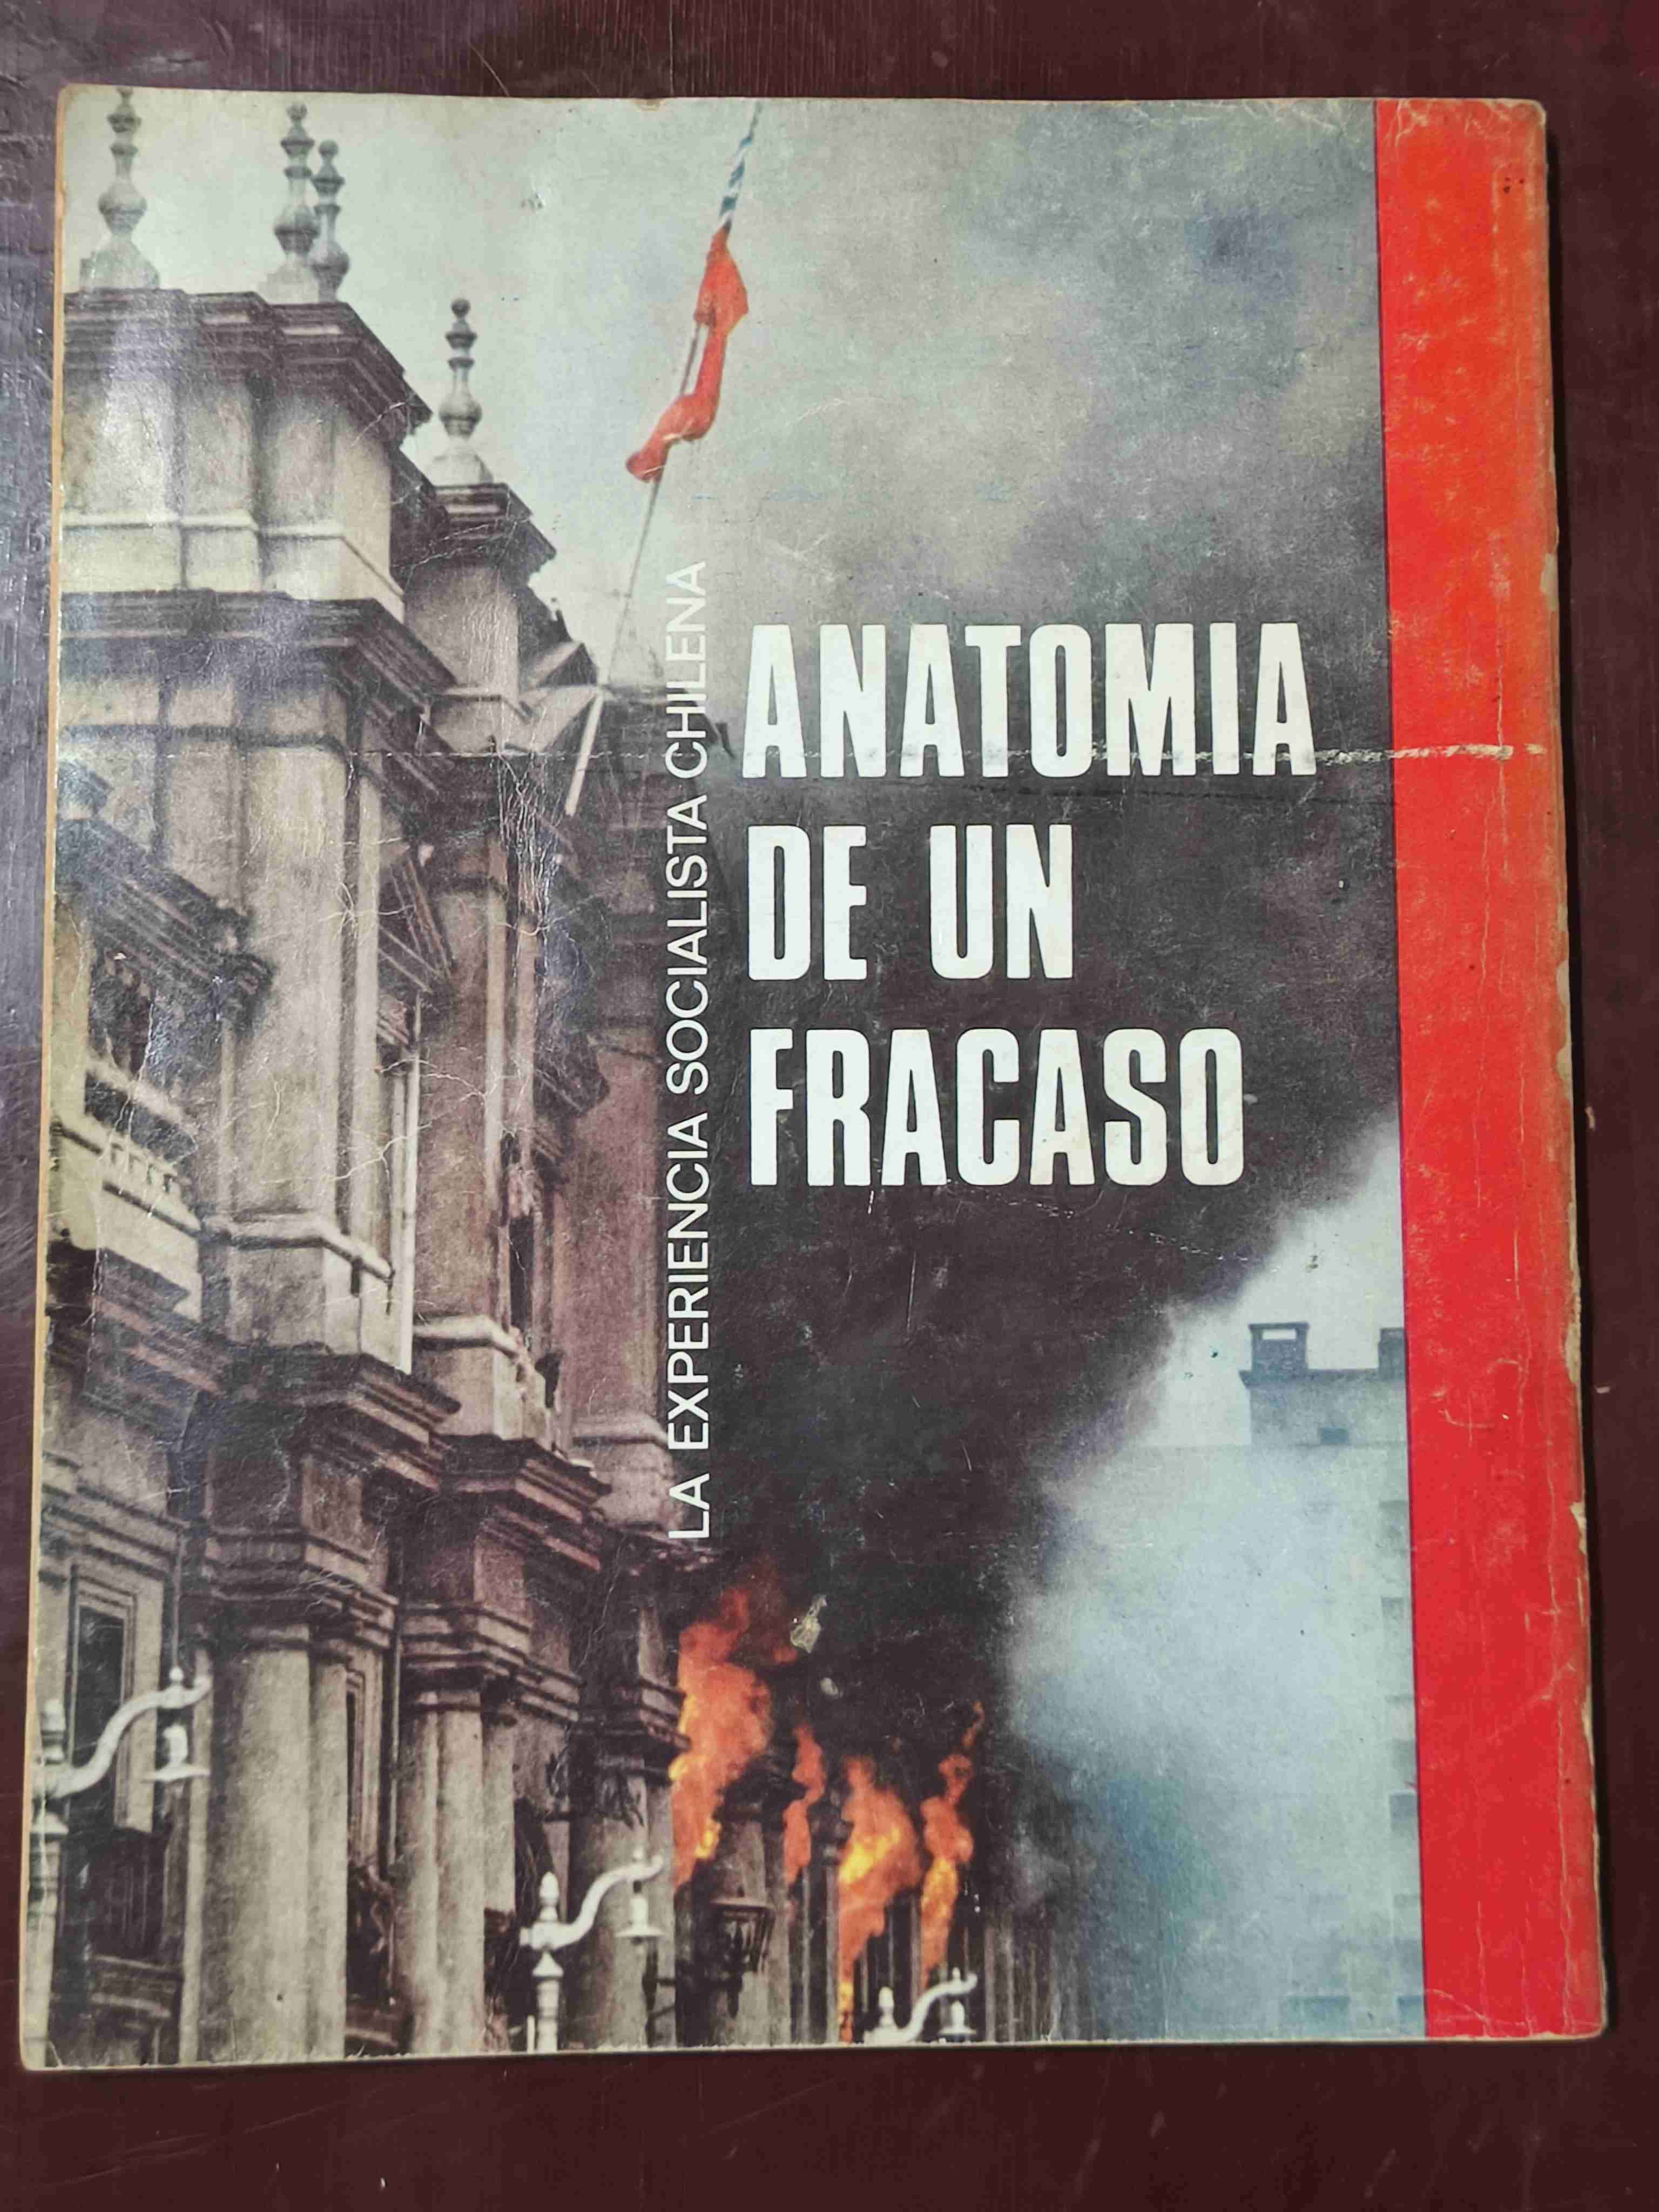 LA EXPERIENCIA SOCIALISTA CHILENA
ANATOMIA
DE UN
FRACASO